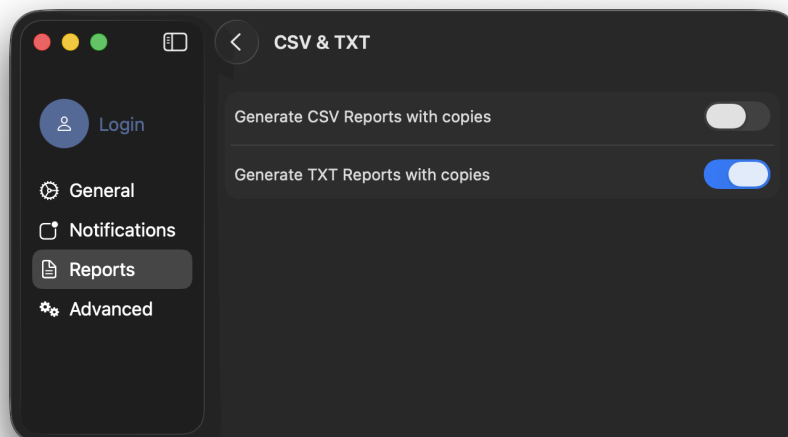 CSV & TXT
Login
General
Notifications
Reports
Advanced
Generate CSV Reports with copies
Generate TXT Reports with copies